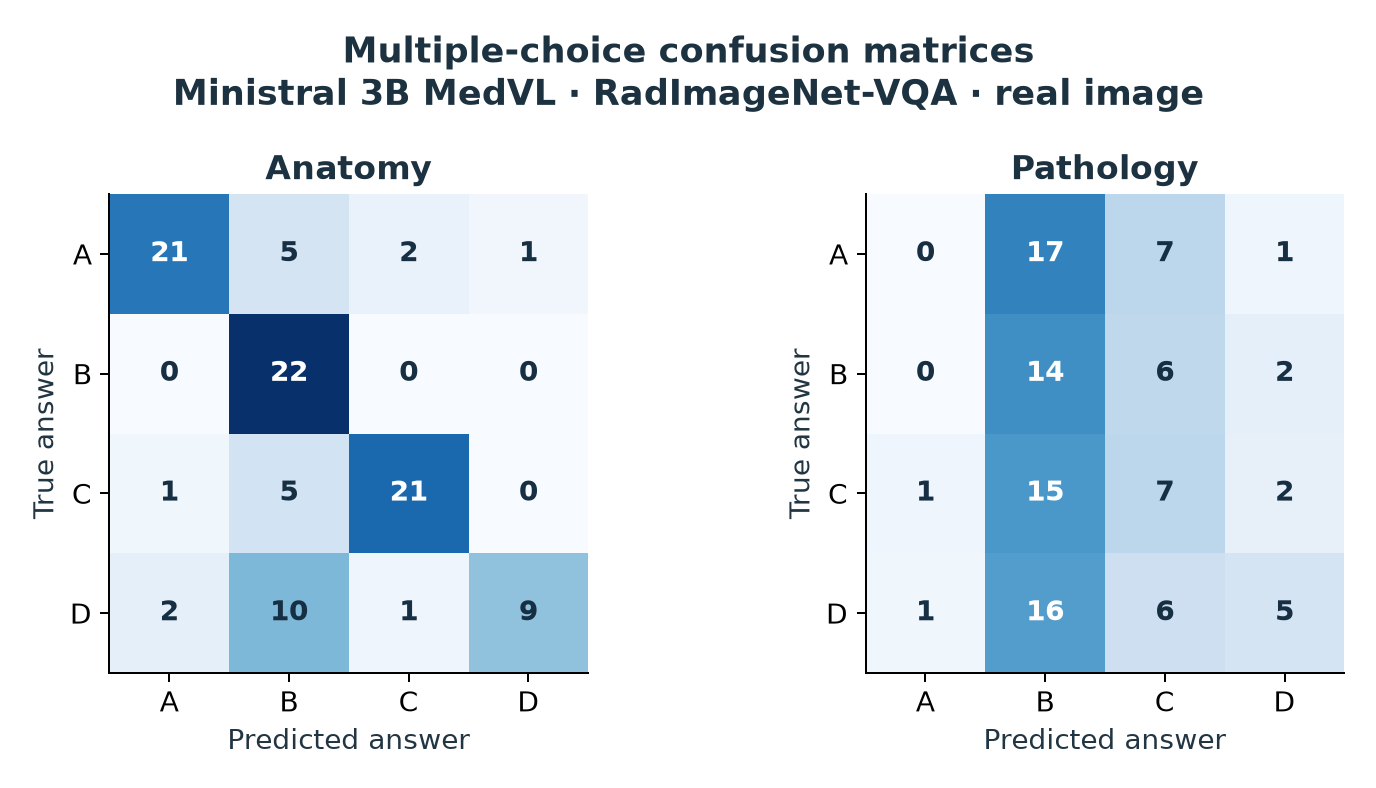 Multiple-choice confusion matrices
Ministral 3B MedVL · RadImageNet-VQA · real image
Anatomy
True answer
A 21 5 2 1
B 0 22 0 0
C 1 5 21 0
D 2 10 1 9
A B C D
Predicted answer
Pathology
True answer
A 0 17 7 1
B 0 14 6 2
C 1 15 7 2
D 1 16 6 5
A B C D
Predicted answer